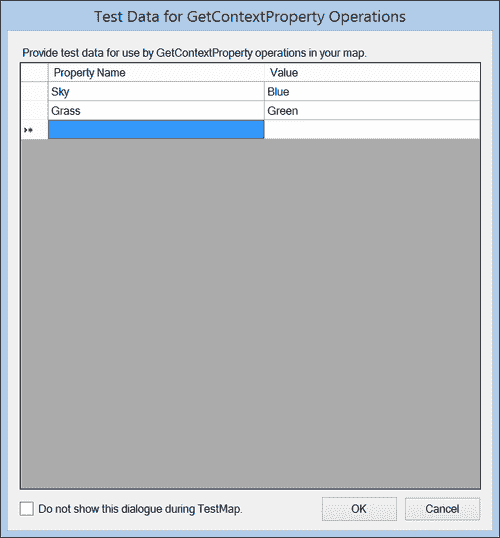 Test Data for GetContextProperty Operations
Provide test data for use by GetContextProperty operations in your map.
Property Name Value
Sky Blue
Grass Green
Do not show this dialogue during TestMap. OK Cancel